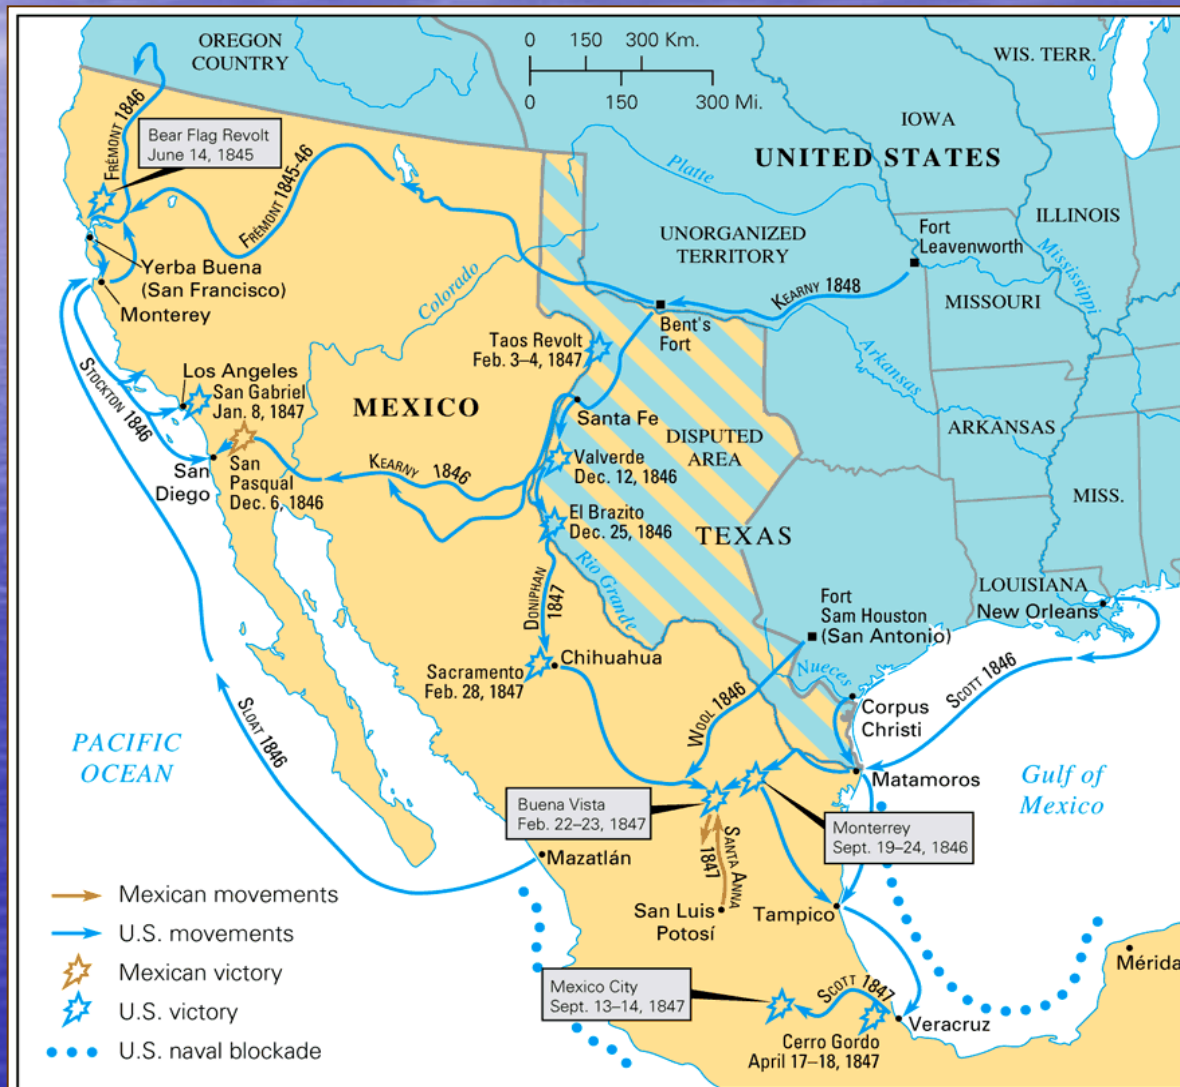 OREGON
COUNTRY
0 150 300 Km.
0 150 300 Mi.
WIS. TERR.
IOWA
UNITED STATES
Platte
ILLINOIS
UNORGANIZED
TERRITORY
Fort
Leavenworth
Mississippi
MISSOURI
KEARNY 1848
Bent's
Fort
Arkansas
ARKANSAS
MISS.
LOUISIANA
New Orleans
FRÉMONT 1846
Bear Flag Revolt
June 14, 1845
FRÉMONT 1845-46
Yerba Buena
(San Francisco)
Monterey
Colorado
Taos Revolt
Feb. 3–4, 1847
Los Angeles
San Gabriel
Jan. 8, 1847
STOCKTON 1846
MEXICO
Santa Fe
DISPUTED
AREA
San
Diego
San
Pasqual
Dec. 6, 1846
KEARNY 1846
Valverde
Dec. 12, 1846
El Brazito
Dec. 25, 1846
TEXAS
Rio Grande
DONIPHAN
1847
Fort
Sam Houston
(San Antonio)
Nueces
SCOTT 1846
Sacramento
Feb. 28, 1847
Chihuahua
WOOL 1846
Corpus
Christi
SLOAT 1846
PACIFIC
OCEAN
Matamoros
Gulf of
Mexico
Buena Vista
Feb. 22–23, 1847
Monterrey
Sept. 19–24, 1846
Mazatlán
SANTA ANNA
1847
San Luis
Potosí
Tampico
Mérida
Mexico City
Sept. 13–14, 1847
SCOTT 1847
Veracruz
Cerro Gordo
April 17–18, 1847
Mexican movements
U.S. movements
Mexican victory
U.S. victory
U.S. naval blockade